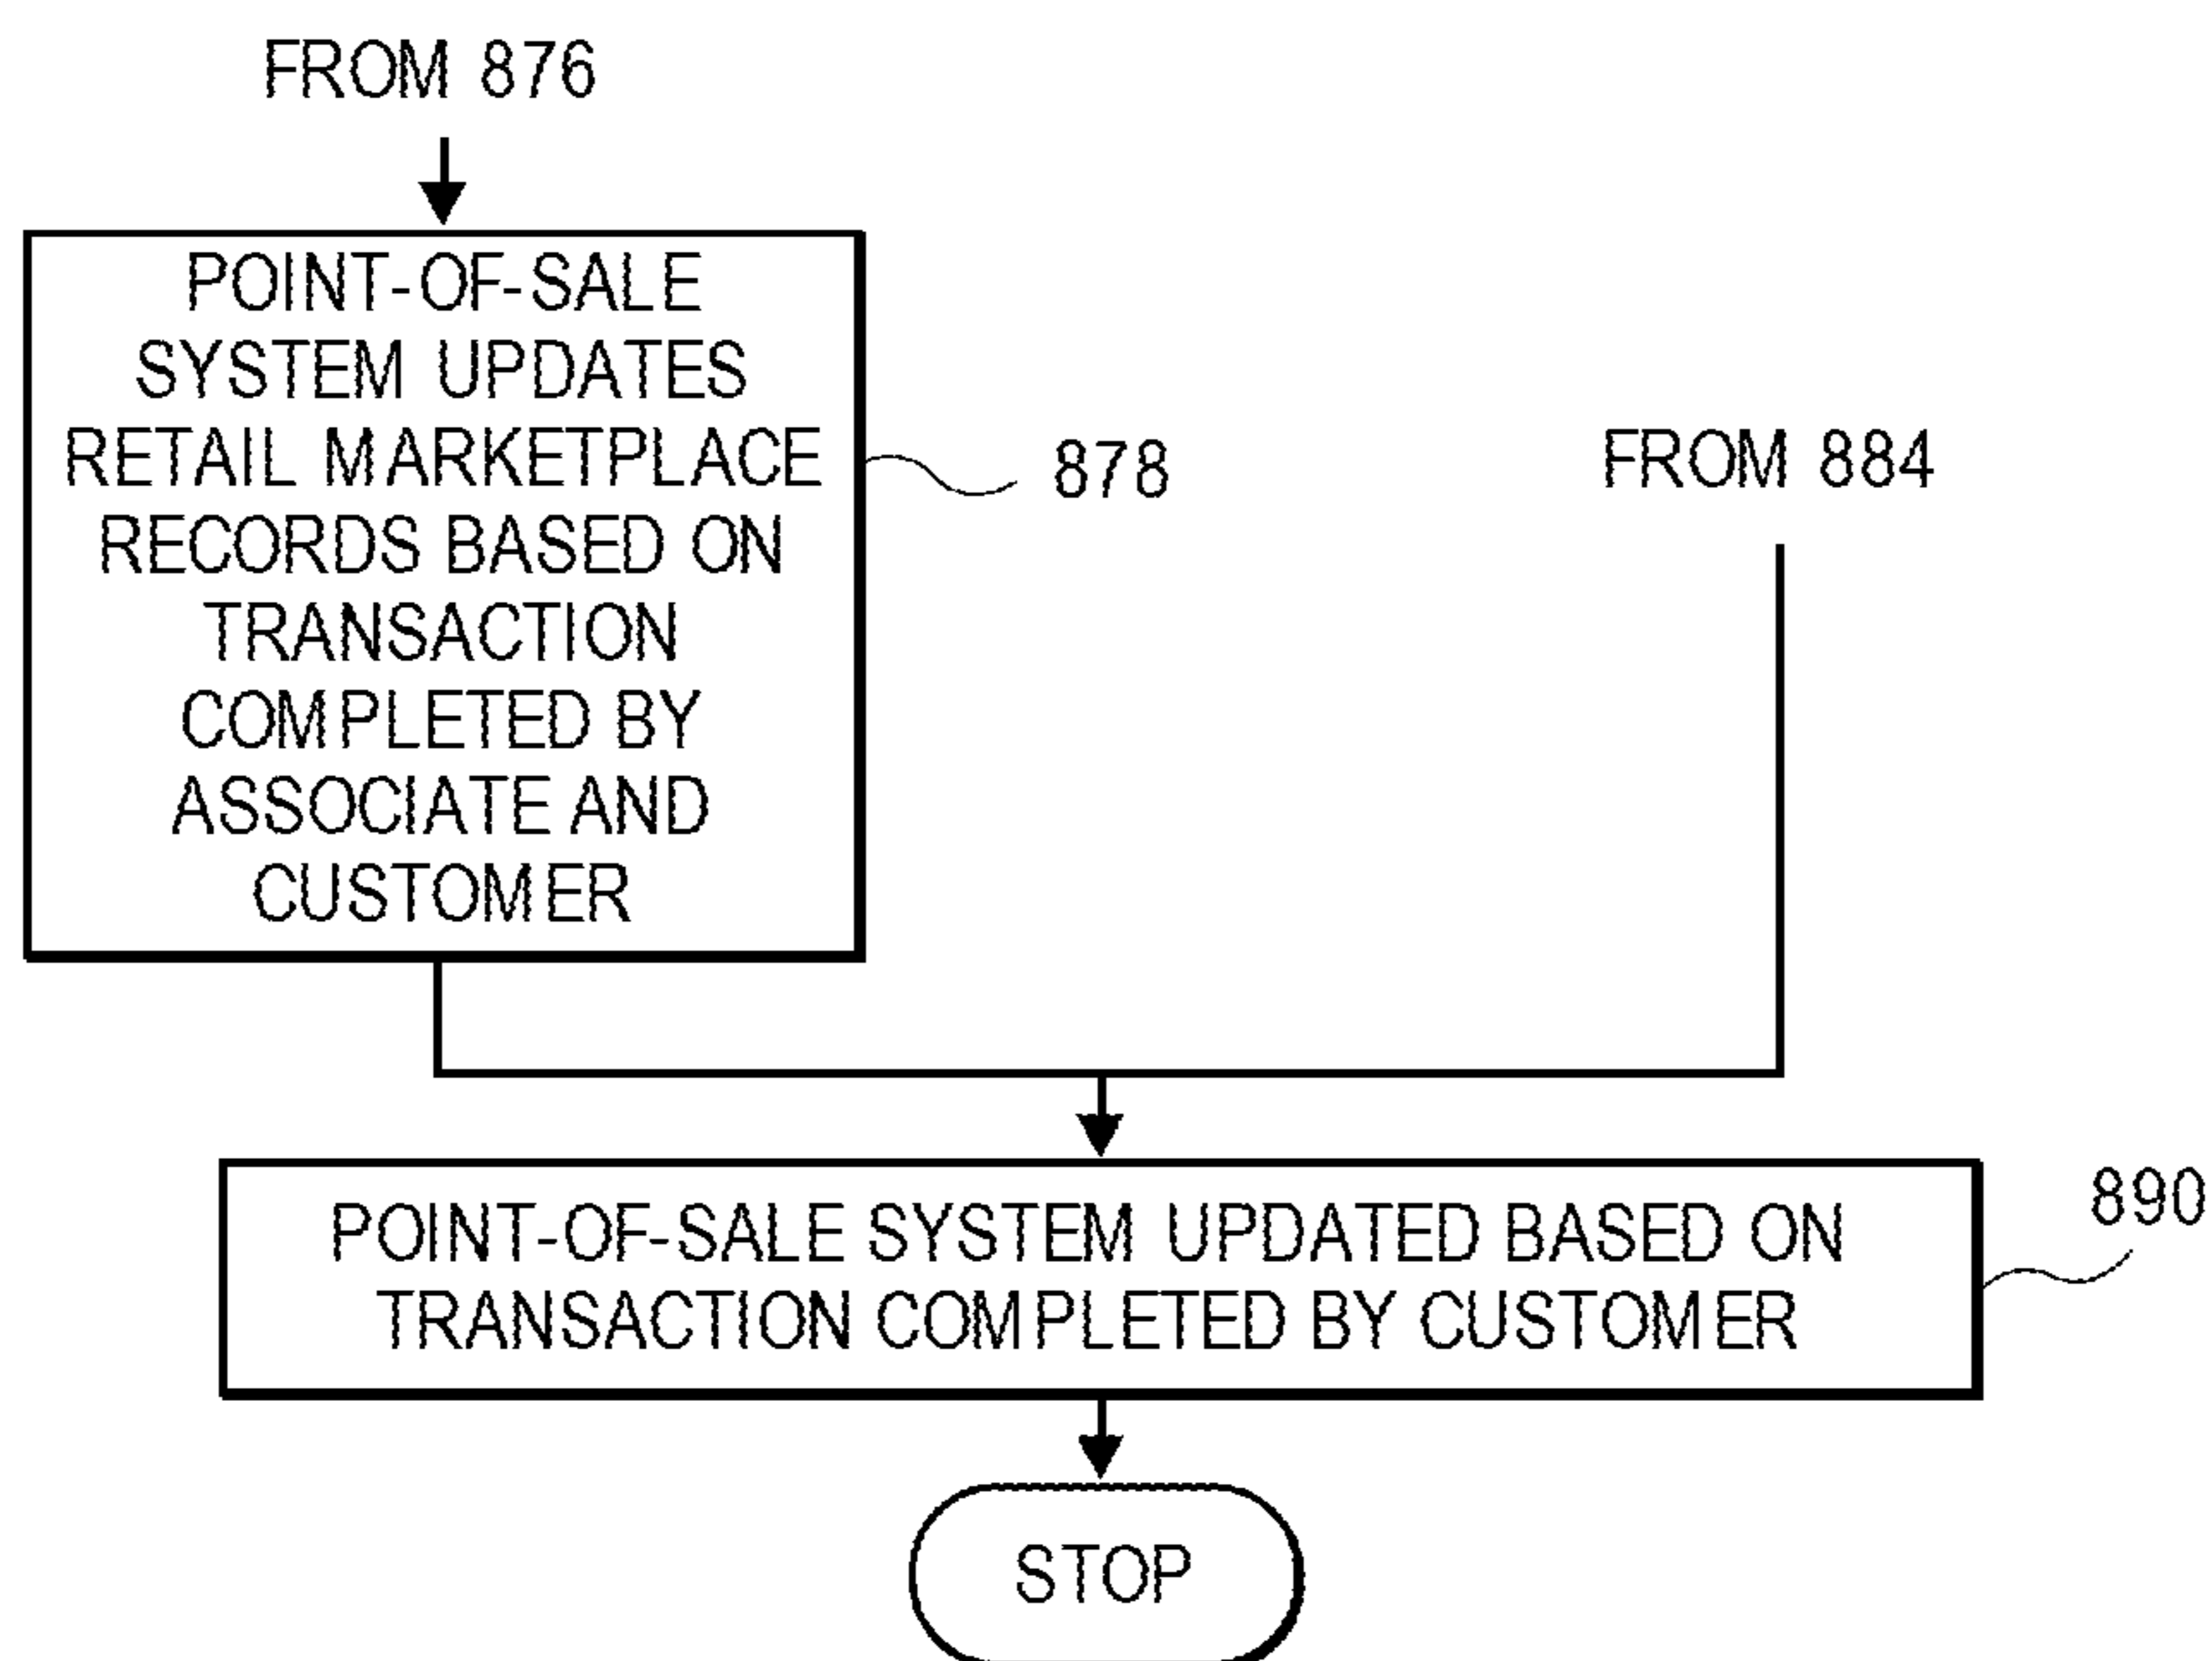 FROM 876
POINT-OF-SALE
SYSTEM UPDATES
RETAIL MARKETPLACE
RECORDS BASED ON
TRANSACTION
COMPLETED BY
ASSOCIATE AND
CUSTOMER
878
FROM 884
POINT-OF-SALE SYSTEM UPDATED BASED ON
TRANSACTION COMPLETED BY CUSTOMER
890
STOP